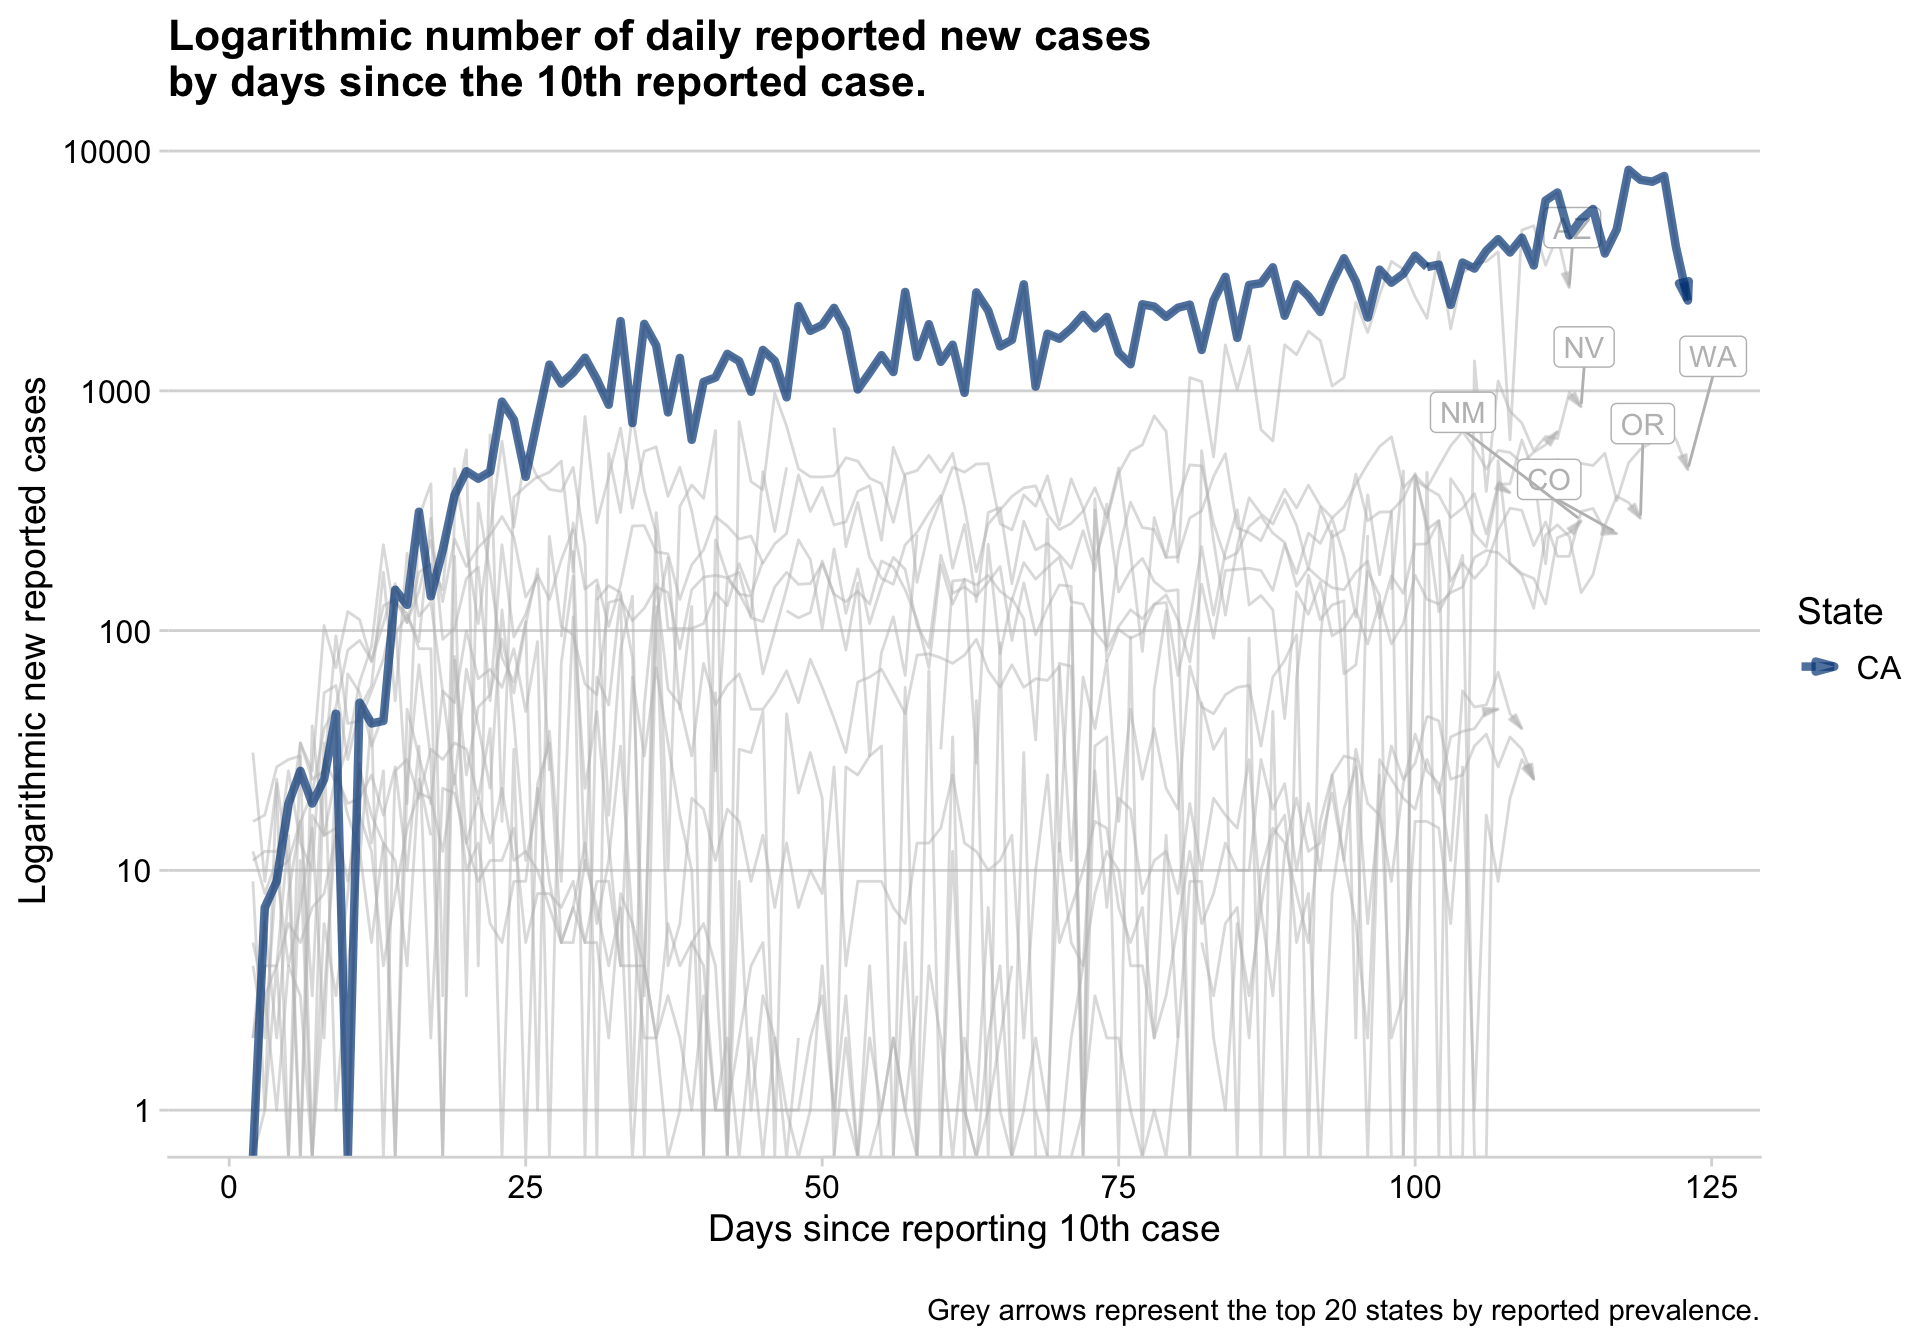 Logarithmic number of daily reported new cases
by days since the 10th reported case.
10000
1000
100
10
1
Logarithmic new reported cases
AZ
NV
WA
NM
OR
CO
State
CA
0 25 50 75 100 125
Days since reporting 10th case
Grey arrows represent the top 20 states by reported prevalence.